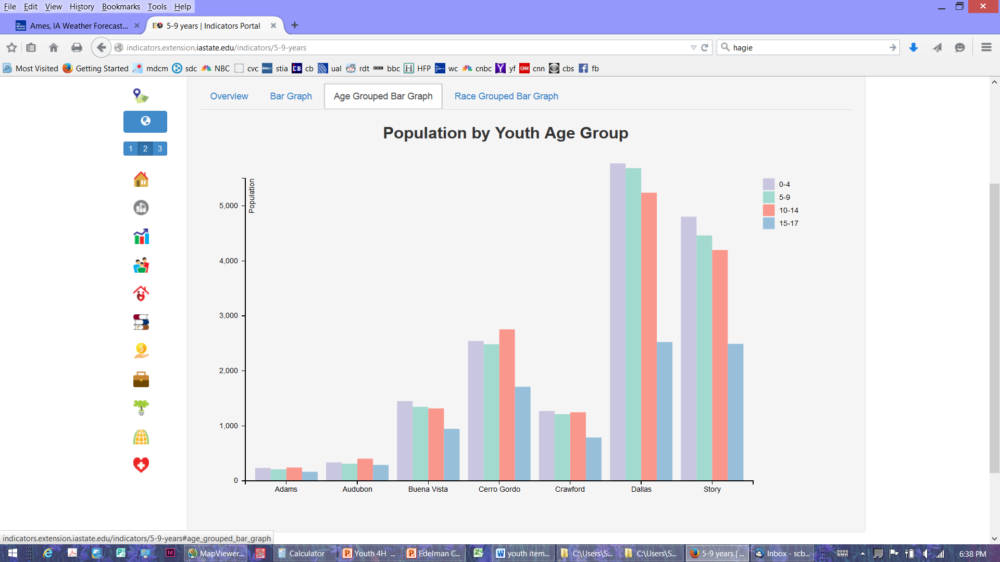 File Edit View History Bookmarks Tools Help
Ames, IA Weather Forecast... 5-9 years | Indicators Portal
indicators.extension.iastate.edu/indicators/5-9-years hagie
Most Visited Getting Started mdcm sdc NBC cvc stia cb ual rdt bbc HFP wc cnbc yf cnn cbs fb
Overview Bar Graph Age Grouped Bar Graph Race Grouped Bar Graph
1 2 3
Population by Youth Age Group
Population
5,000
4,000
3,000
2,000
1,000
0
0-4
5-9
10-14
15-17
Adams Audubon Buena Vista Cerro Gordo Crawford Dallas Story
indicators.extension.iastate.edu/indicators/5-9-years#age_grouped_bar_graph
MapViewer... Calculator Youth 4H ... Edelman C... youth item... C:\Users\S... C:\Users\S... 5-9 years | ... Inbox - scb... 6:38 PM